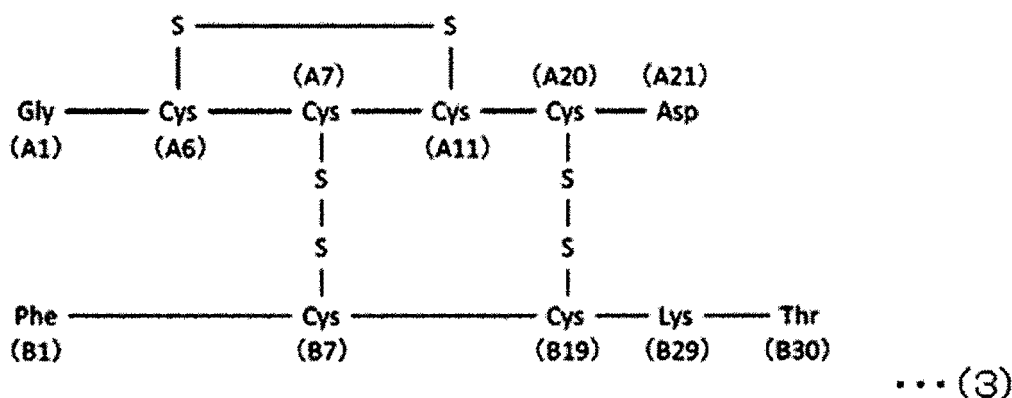 S S
(A7) (A20) (A21)
Gly Cys Cys Cys Cys Asp
(A1) (A6) (A11)
S S
S S
Phe Cys Cys Lys Thr
(B1) (B7) (B19) (B29) (B30)
・・・(3)